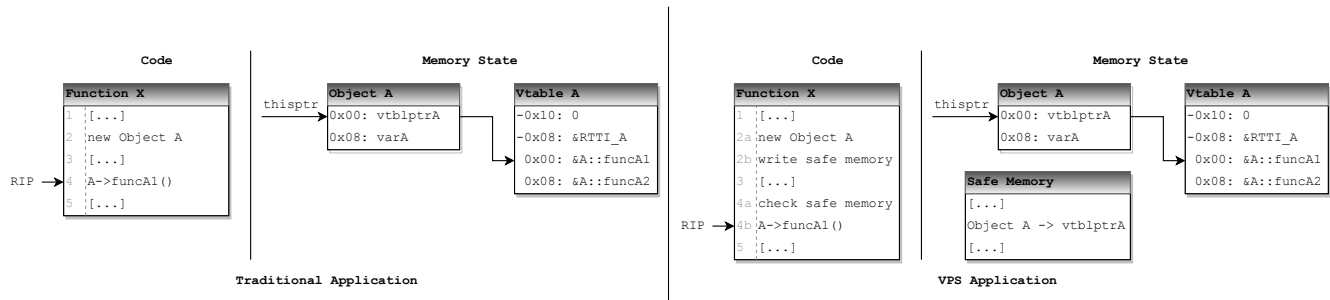 Code
Memory State
Function X
1 [...]
2 new Object A
3 [...]
RIP 4 A->funcA1()
5 [...]
thisptr
Object A
0x00: vtblptrA
0x08: varA
Vtable A
-0x10: 0
-0x08: &RTTI_A
0x00: &A::funcA1
0x08: &A::funcA2
Traditional Application
Code
Memory State
Function X
1 [...]
2a new Object A
2b write safe memory
3 [...]
4a check safe memory
RIP 4b A->funcA1()
5 [...]
thisptr
Object A
0x00: vtblptrA
0x08: varA
Safe Memory
[...]
Object A -> vtblptrA
[...]
Vtable A
-0x10: 0
-0x08: &RTTI_A
0x00: &A::funcA1
0x08: &A::funcA2
VPS Application